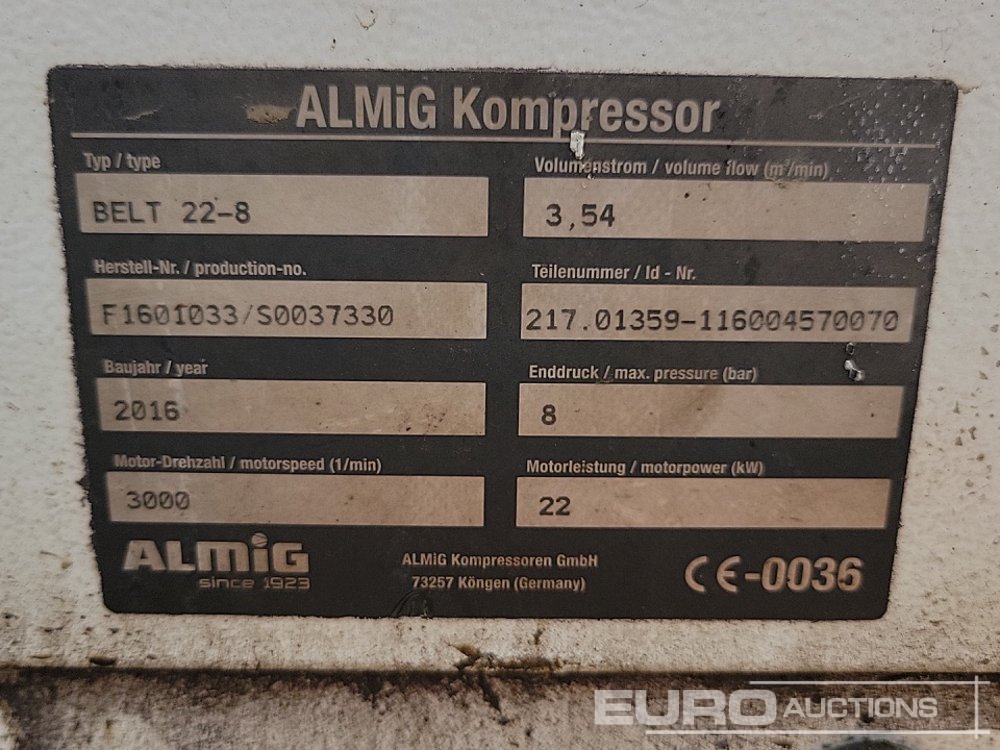 ALMiG Kompressor
Typ / type
BELT 22-8
Volumenstrom / volume flow (m³/min)
3,54
Herstell-Nr. / production-no.
F1601033/S0037330
Teilenummer / Id - Nr.
217.01359-116004570070
Baujahr / year
2016
Enddruck / max. pressure (bar)
8
Motor-Drehzahl / motorspeed (1/min)
3000
Motorleistung / motorpower (kW)
22
ALMiG
since 1923
ALMiG Kompressoren GmbH
73257 Köngen (Germany)
CE-0036
EURO AUCTIONS